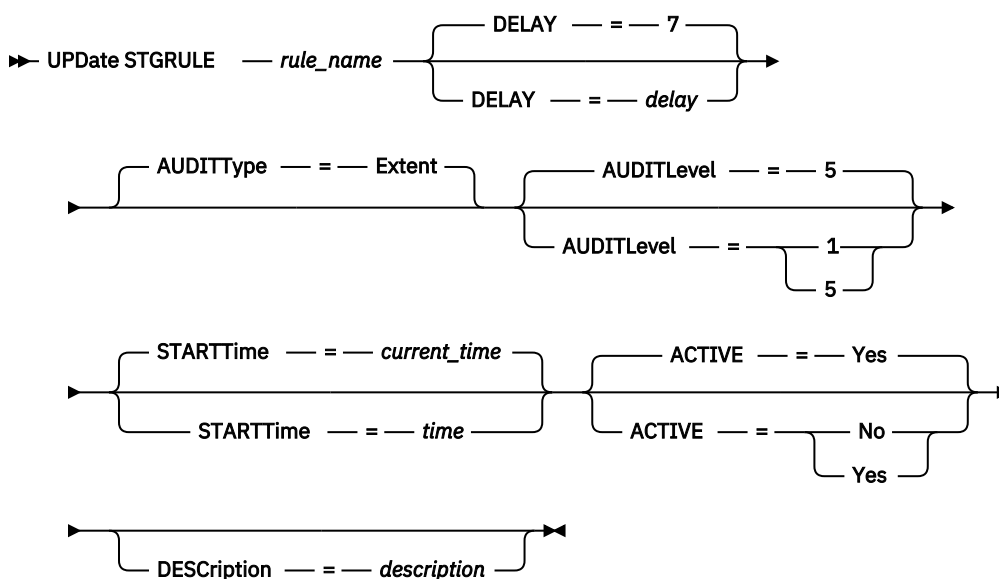 DELAY = 7
UPDate STGRULE rule_name
DELAY = delay
AUDITType = Extent
AUDITLevel = 5
AUDITLevel = 1
5
STARTTime = current_time
ACTIVE = Yes
STARTTime = time
ACTIVE = No
Yes
DESCription = description